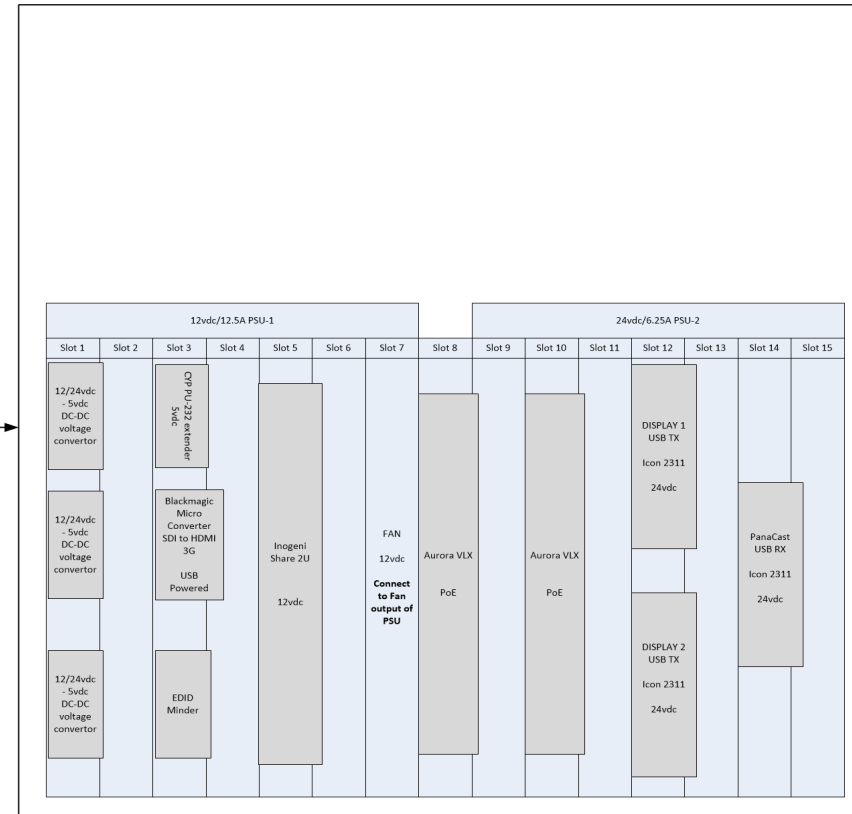 12vdc/12.5A PSU-1
24vdc/6.25A PSU-2
Slot 1
Slot 2
Slot 3
Slot 4
Slot 5
Slot 6
Slot 7
Slot 8
Slot 9
Slot 10
Slot 11
Slot 12
Slot 13
Slot 14
Slot 15
12/24vdc
- 5vdc
DC-DC
voltage
convertor
12/24vdc
- 5vdc
DC-DC
voltage
convertor
12/24vdc
- 5vdc
DC-DC
voltage
convertor
CYP PU-232 extender
5vdc
Blackmagic
Micro
Converter
SDI to HDMI
3G
USB
Powered
EDID
Minder
Inogeni
Share 2U
12vdc
FAN
12vdc
Connect
to Fan
output of
PSU
Aurora VLX
PoE
Aurora VLX
PoE
DISPLAY 1
USB TX
Icon 2311
24vdc
DISPLAY 2
USB TX
Icon 2311
24vdc
PanaCast
USB RX
Icon 2311
24vdc